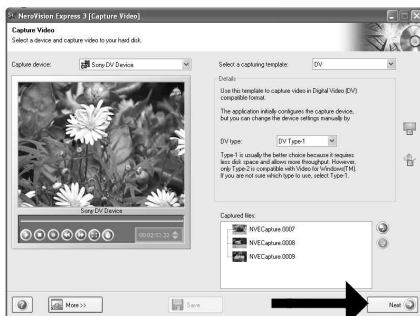 NeroVision Express 3 [Capture Video]
Capture Video
Select a device and capture video to your hard disk.
Capture device:
Sony DV Device
Select a capturing template:
DV
Details
Use this template to capture video in Digital Video (DV)
compatible format.
The application initially configures the capture device,
but you can change the device settings manually by
DV type:
DV Type-1
Type-1 is usually the better choice because it requires
less disk space and allows more throughput. However,
only Type-2 is compatible with Video for Windows(TM).
If you are not sure which type to use, select Type-1.
Sony DV Device
Captured files:
NVECapture.0007
NVECapture.0008
NVECapture.0009
More >>
Save
Next